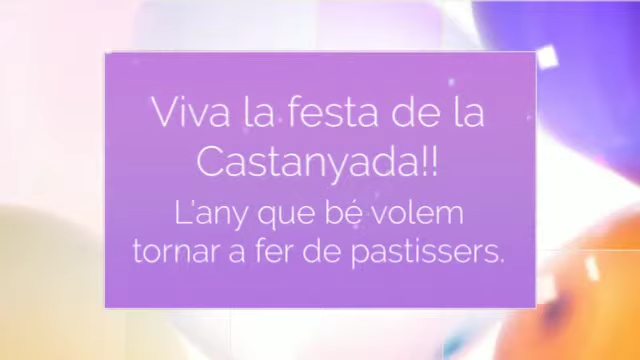 Viva la festa de la
Castanyada!!
L'any que bé volem
tornar a fer de pastissers.